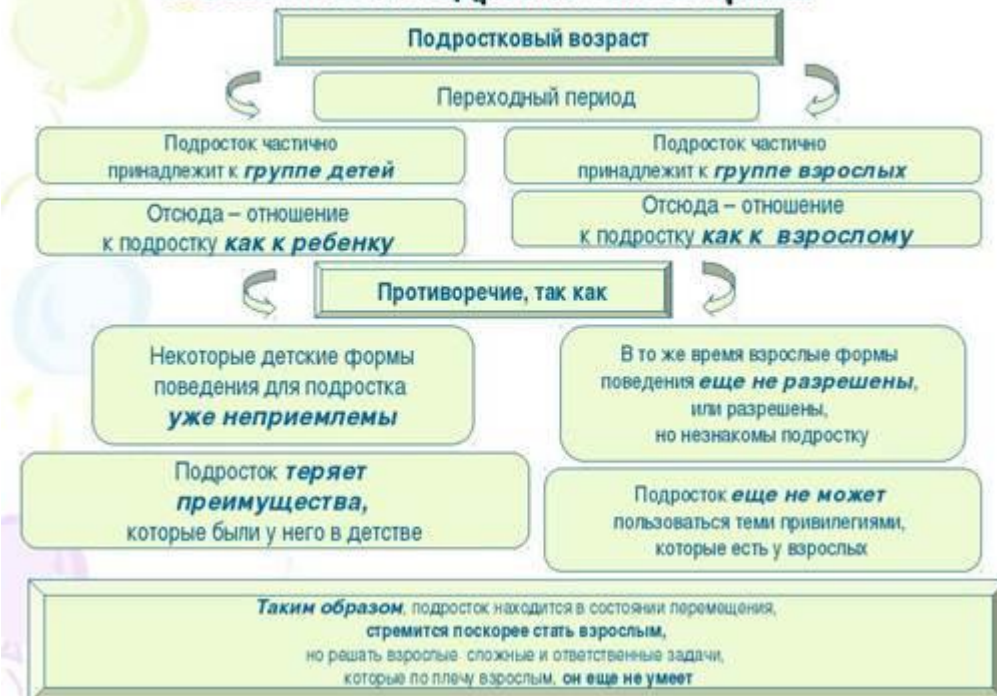 Подростковый возраст
Переходный период
Подросток частично
принадлежит к группе детей
Подросток частично
принадлежит к группе взрослых
Отсюда – отношение
к подростку как к ребенку
Отсюда – отношение
к подростку как к взрослому
Противоречие, так как
Некоторые детские формы
поведения для подростка
уже неприемлемы
В то же время взрослые формы
поведения еще не разрешены,
или разрешены,
но незнакомы подростку
Подросток теряет
преимущества,
которые были у него в детстве
Подросток еще не может
пользоваться теми привилегиями,
которые есть у взрослых
Таким образом, подросток находится в состоянии перемещения,
стремится поскорее стать взрослым,
но решать взрослые сложные и ответственные задачи,
которые по плечу взрослым, он еще не умеет